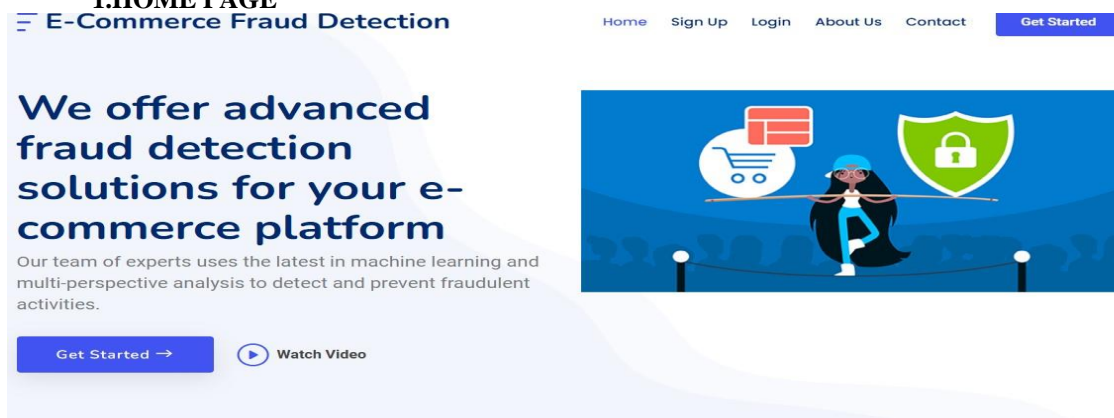 1.HOME PAGE
E-Commerce Fraud Detection
Home Sign Up Login About Us Contact Get Started
We offer advanced
fraud detection
solutions for your e-
commerce platform
Our team of experts uses the latest in machine learning and
multi-perspective analysis to detect and prevent fraudulent
activities.
Get Started →
Watch Video